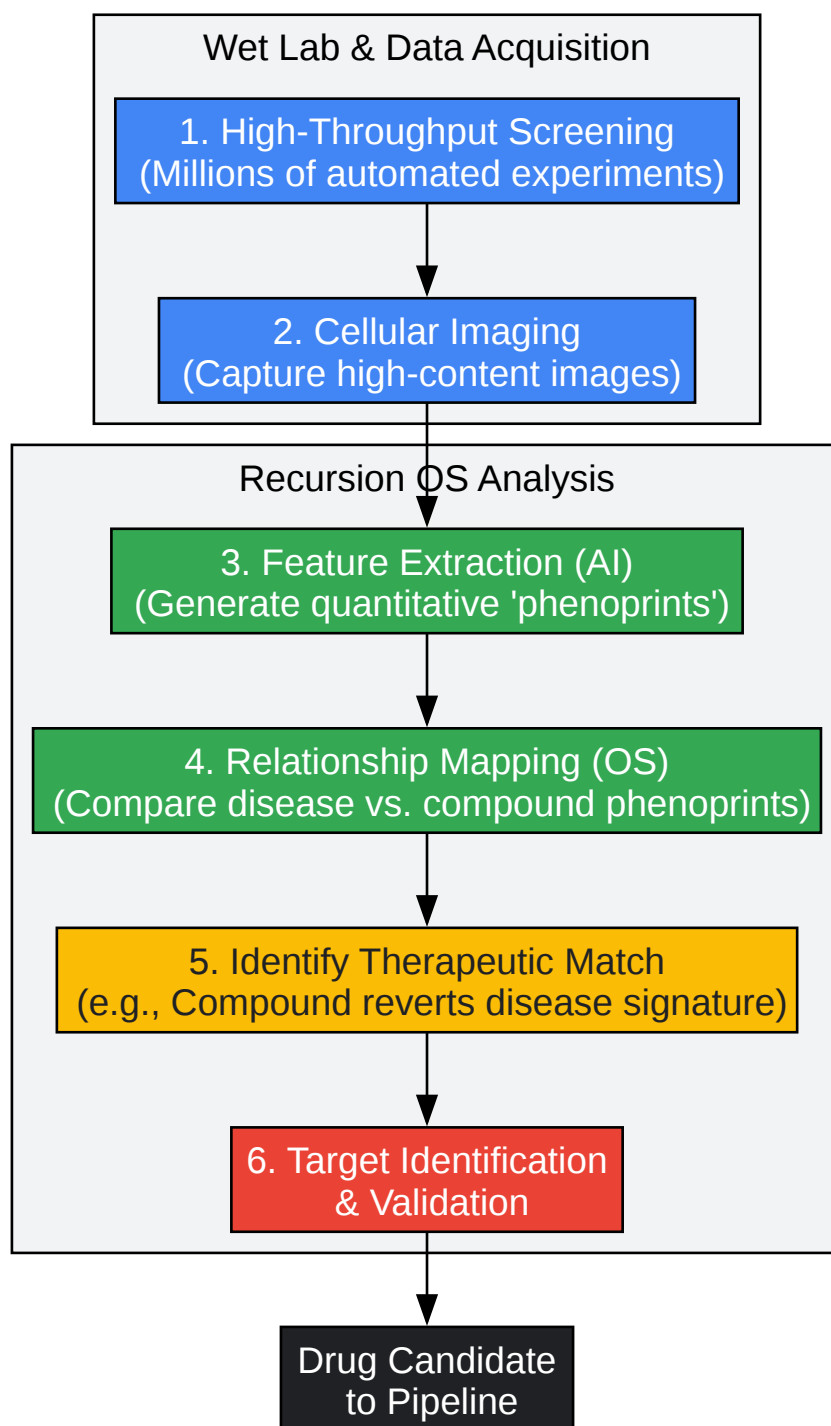 Wet Lab & Data Acquisition
1. High-Throughput Screening
(Millions of automated experiments)
2. Cellular Imaging
(Capture high-content images)
Recursion OS Analysis
3. Feature Extraction (AI)
(Generate quantitative 'phenoprints')
4. Relationship Mapping (OS)
(Compare disease vs. compound phenoprints)
5. Identify Therapeutic Match
(e.g., Compound reverts disease signature)
6. Target Identification
& Validation
Drug Candidate
to Pipeline